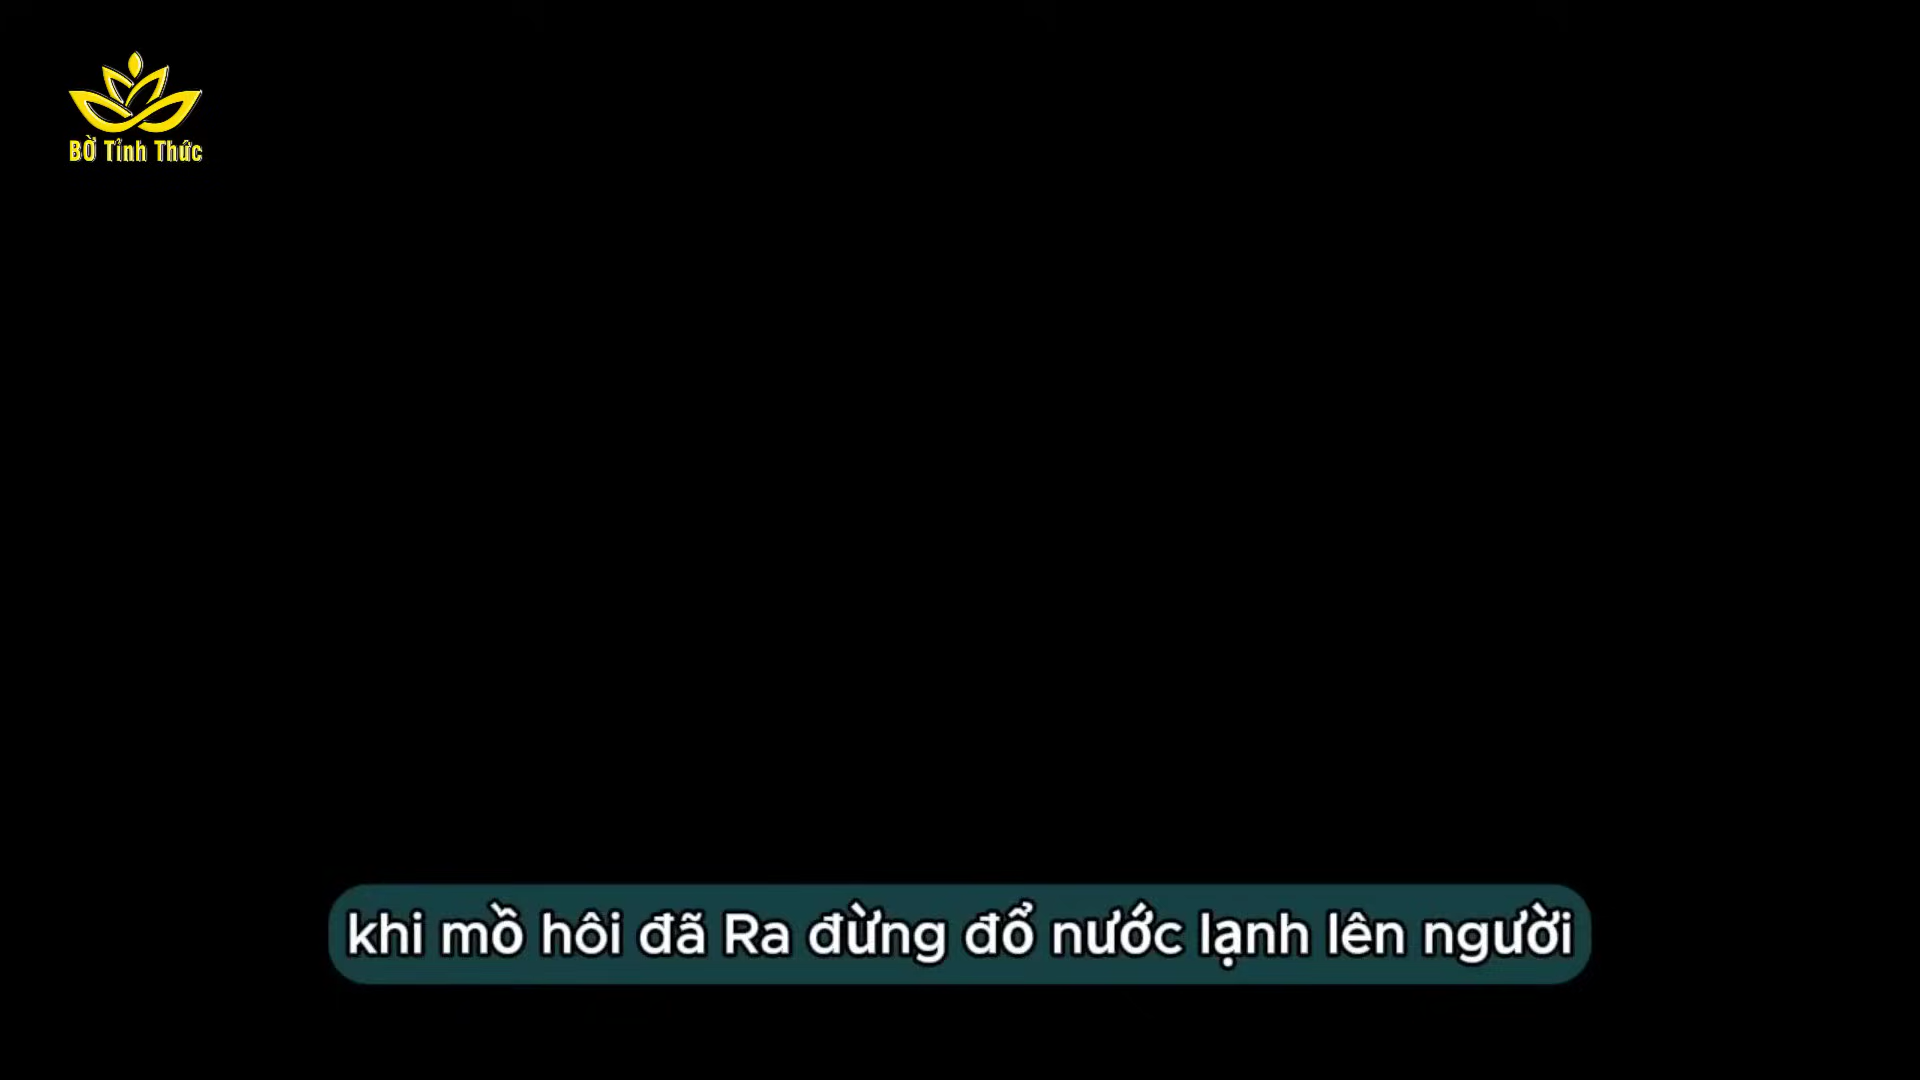 BỜ Tỉnh Thức
khi mồ hôi đã Ra đừng đổ nước lạnh lên người